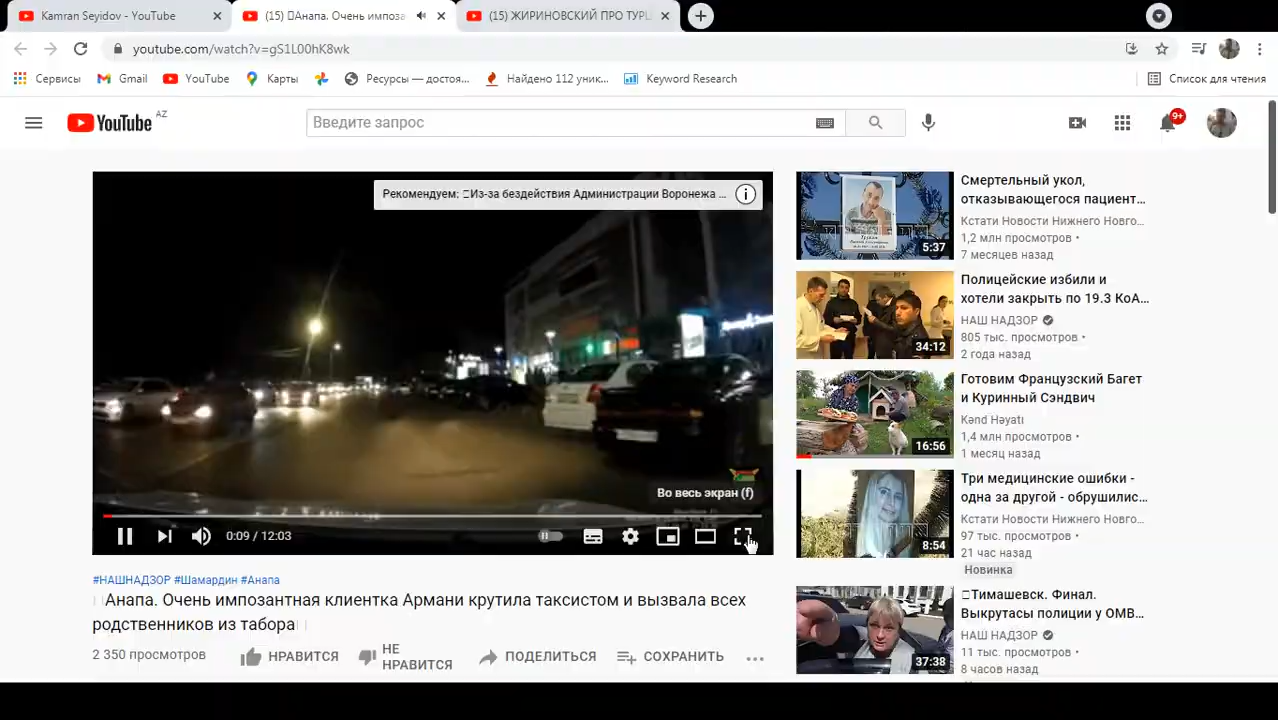 Kamran Seyidov - YouTube
(15) Анапа. Очень импоза
(15) ЖИРИНОВСКИЙ ПРО ТУРЦ
youtube.com/watch?v=gS1L00hK8wk
Сервисы
Gmail
YouTube
Карты
Ресурсы — достоя...
Найдено 112 уник...
Keyword Research
Список для чтения
YouTube AZ
Введите запрос
9+
Рекомендуем: Из-за бездействия Администрации Воронежа ...
Во весь экран (f)
0:09 / 12:03
#НАШНАДЗОР #Шамардин #Анапа
Анапа. Очень импозантная клиентка Армани крутила таксистом и вызвала всех
родственников из табора
2 350 просмотров
НРАВИТСЯ
НЕ
НРАВИТСЯ
ПОДЕЛИТЬСЯ
СОХРАНИТЬ
5:37
Смертельный укол,
отказывающегося пациент...
Кстати Новости Нижнего Новго...
1,2 млн просмотров •
7 месяцев назад
34:12
Полицейские избили и
хотели закрыть по 19.3 КоА...
НАШ НАДЗОР
805 тыс. просмотров •
2 года назад
16:56
Готовим Французский Багет
и Куринный Сэндвич
Kənd Həyatı
1,4 млн просмотров •
1 месяц назад
8:54
Три медицинские ошибки -
одна за другой - обрушилис...
Кстати Новости Нижнего Новго...
97 тыс. просмотров •
21 час назад
Новинка
37:38
Тимашевск. Финал.
Выкрутасы полиции у ОМВ...
НАШ НАДЗОР
11 тыс. просмотров •
8 часов назад